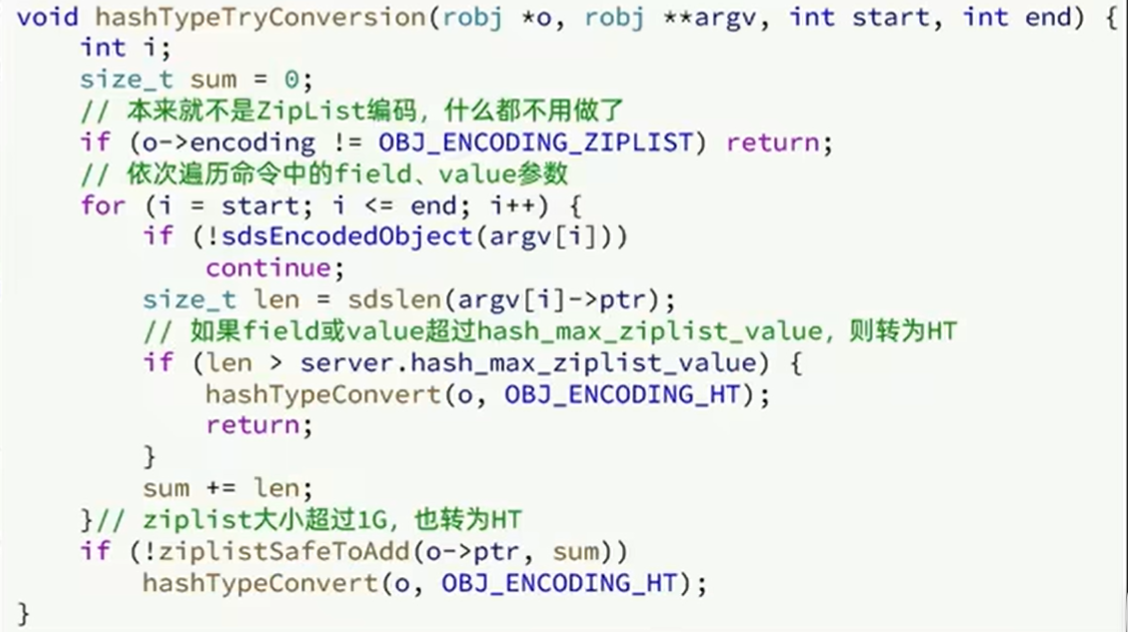 void hashTypeTryConversion(robj *o, robj **argv, int start, int end) {
    int i;
    size_t sum = 0;
    // 本来就不是ZipList编码，什么都不用做了
    if (o->encoding != OBJ_ENCODING_ZIPLIST) return;
    // 依次遍历命令中的field、value参数
    for (i = start; i <= end; i++) {
        if (!sdsEncodedObject(argv[i]))
            continue;
        size_t len = sdslen(argv[i]->ptr);
        // 如果field或value超过hash_max_ziplist_value，则转为HT
        if (len > server.hash_max_ziplist_value) {
            hashTypeConvert(o, OBJ_ENCODING_HT);
            return;
        }
        sum += len;
    }// ziplist大小超过1G，也转为HT
    if (!ziplistSafeToAdd(o->ptr, sum))
        hashTypeConvert(o, OBJ_ENCODING_HT);
}